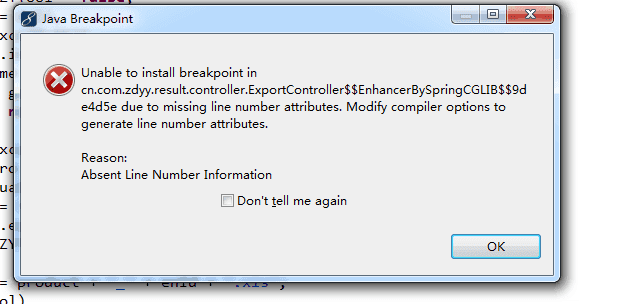 Java Breakpoint
Unable to install breakpoint in
cn.com.zdyy.result.controller.ExportController$$EnhancerBySpringCGLIB$$9d
e4d5e due to missing line number attributes. Modify compiler options to
generate line number attributes.
Reason:
Absent Line Number Information
Don't tell me again
OK